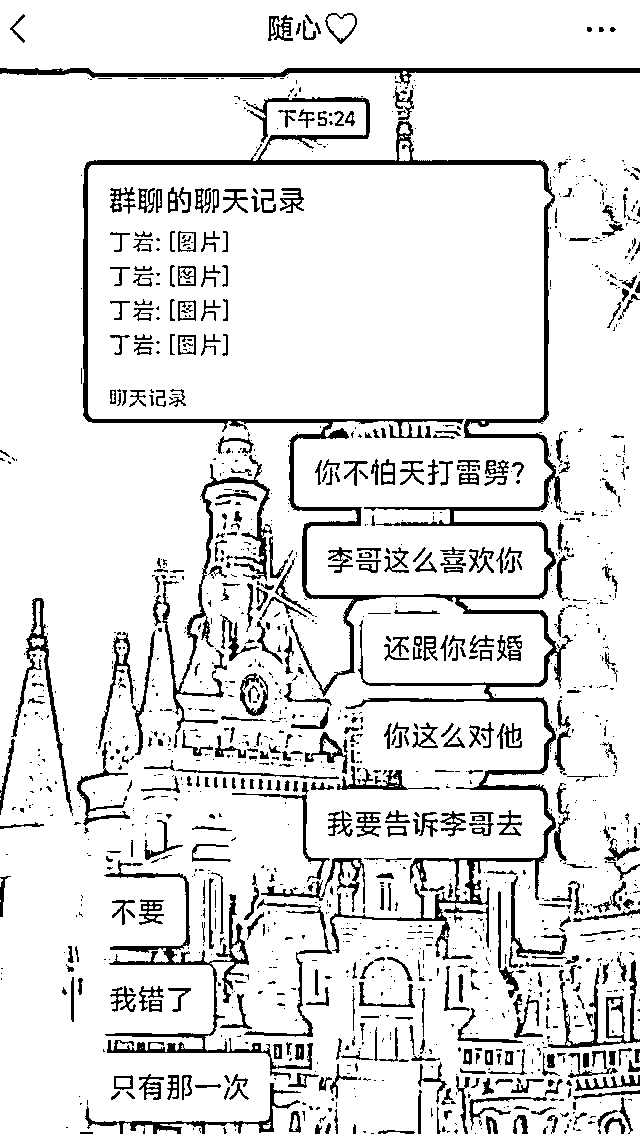 随心♡
下午5:24
群聊的聊天记录
丁岩: [图片]
丁岩: [图片]
丁岩: [图片]
丁岩: [图片]
聊天记录
你不怕天打雷劈?
李哥这么喜欢你
还跟你结婚
你这么对他
我要告诉李哥去
不要
我错了
只有那一次